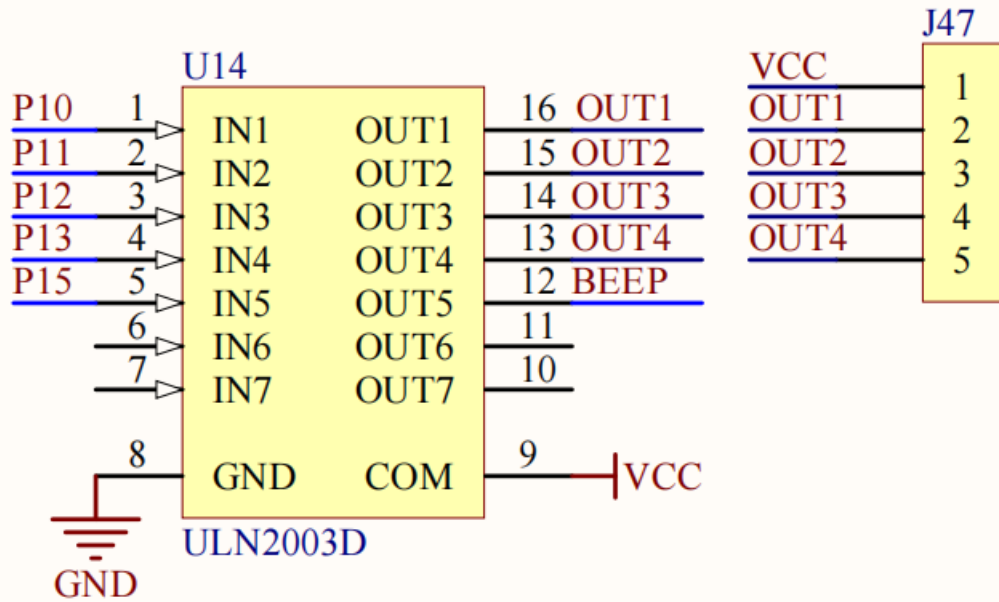 J47
U14
VCC 1
P10 1 IN1 OUT1 16 OUT1 OUT1 2
P11 2 IN2 OUT2 15 OUT2 OUT2 3
P12 3 IN3 OUT3 14 OUT3 OUT3 4
P13 4 IN4 OUT4 13 OUT4 OUT4 5
P15 5 IN5 OUT5 12 BEEP
6 IN6 OUT6 11
7 IN7 OUT7 10
8 GND COM 9 VCC
ULN2003D
GND